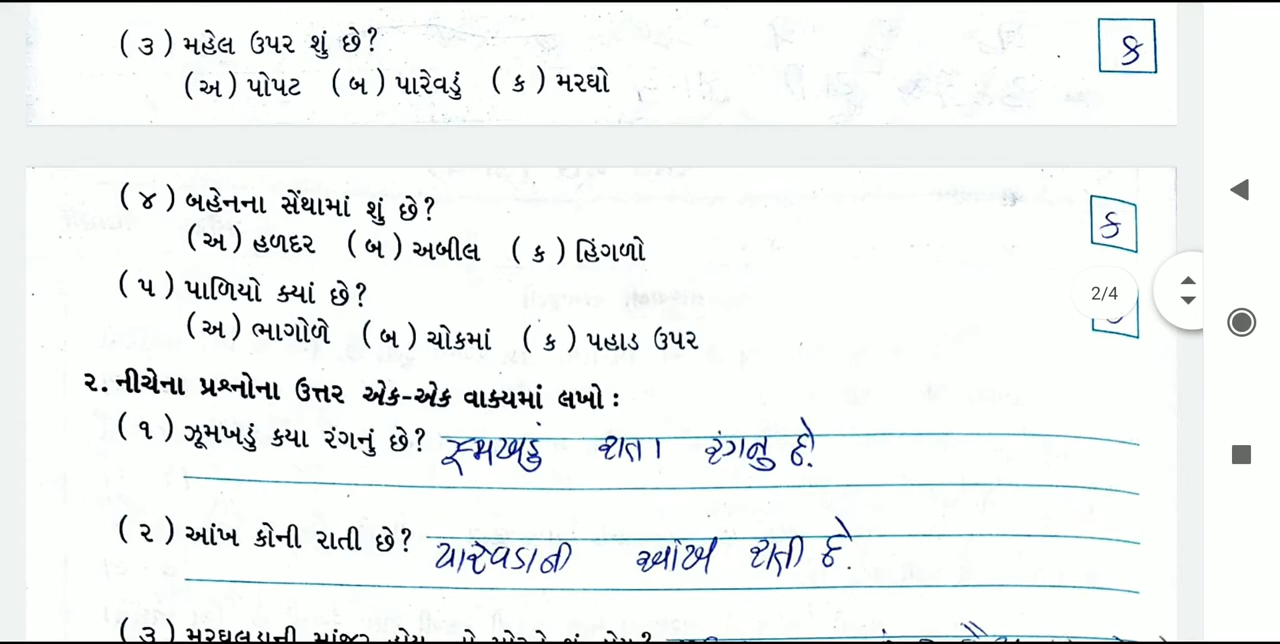 (૩) મહેલ ઉપર શું છે? ક
(અ) પોપટ (બ) પારેવડું (ક) મરઘો
(૪) બહેનના સેંથામાં શું છે? ક
(અ) હળદર (બ) અબીલ (ક) હિંગળો
(૫) પાળિયો ક્યાં છે?
2/4
(અ) ભાગોળે (બ) ચોકમાં (ક) પહાડ ઉપર
૨. નીચેના પ્રશ્નોના ઉત્તર એક-એક વાક્યમાં લખો :
(૧) ઝૂમખડું કયા રંગનું છે? ઝુમખડું રાતા રંગનુ છે.
(૨) આંખ કોની રાતી છે? પારેવડાની આંખ રાતી છે.
(૩)